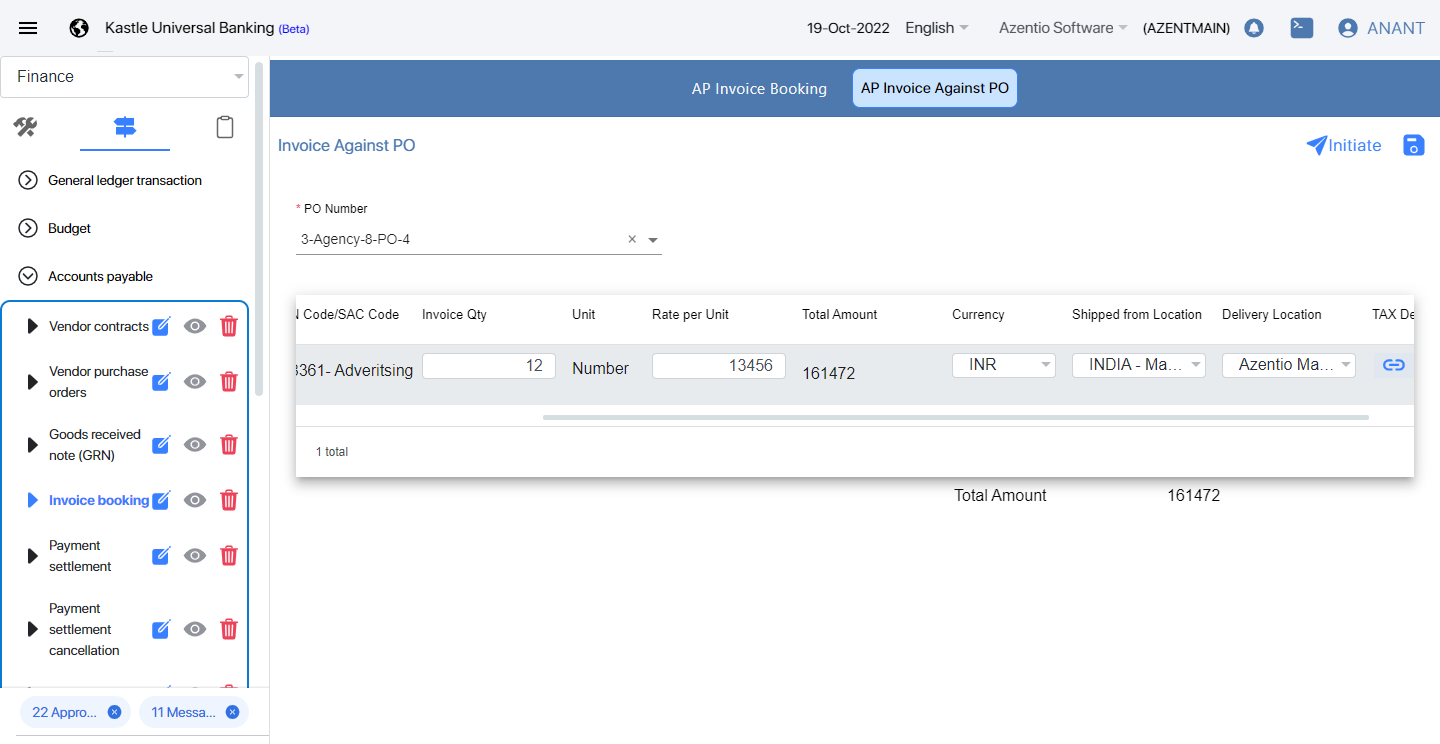 Kastle Universal Banking (Beta)
19-Oct-2022 English Azentio Software (AZENTMAIN) ANANT
Finance
General ledger transaction
Budget
Accounts payable
Vendor contracts
Vendor purchase
orders
Goods received
note (GRN)
Invoice booking
Payment
settlement
Payment
settlement
cancellation
22 Appro... 11 Messa...
AP Invoice Booking AP Invoice Against PO
Invoice Against PO
Initiate
* PO Number
3-Agency-8-PO-4
Code/SAC Code Invoice Qty Unit Rate per Unit Total Amount Currency Shipped from Location Delivery Location TAX De
3361- Adveritsing 12 Number 13456 161472 INR INDIA - Ma... Azentio Ma...
1 total
Total Amount 161472